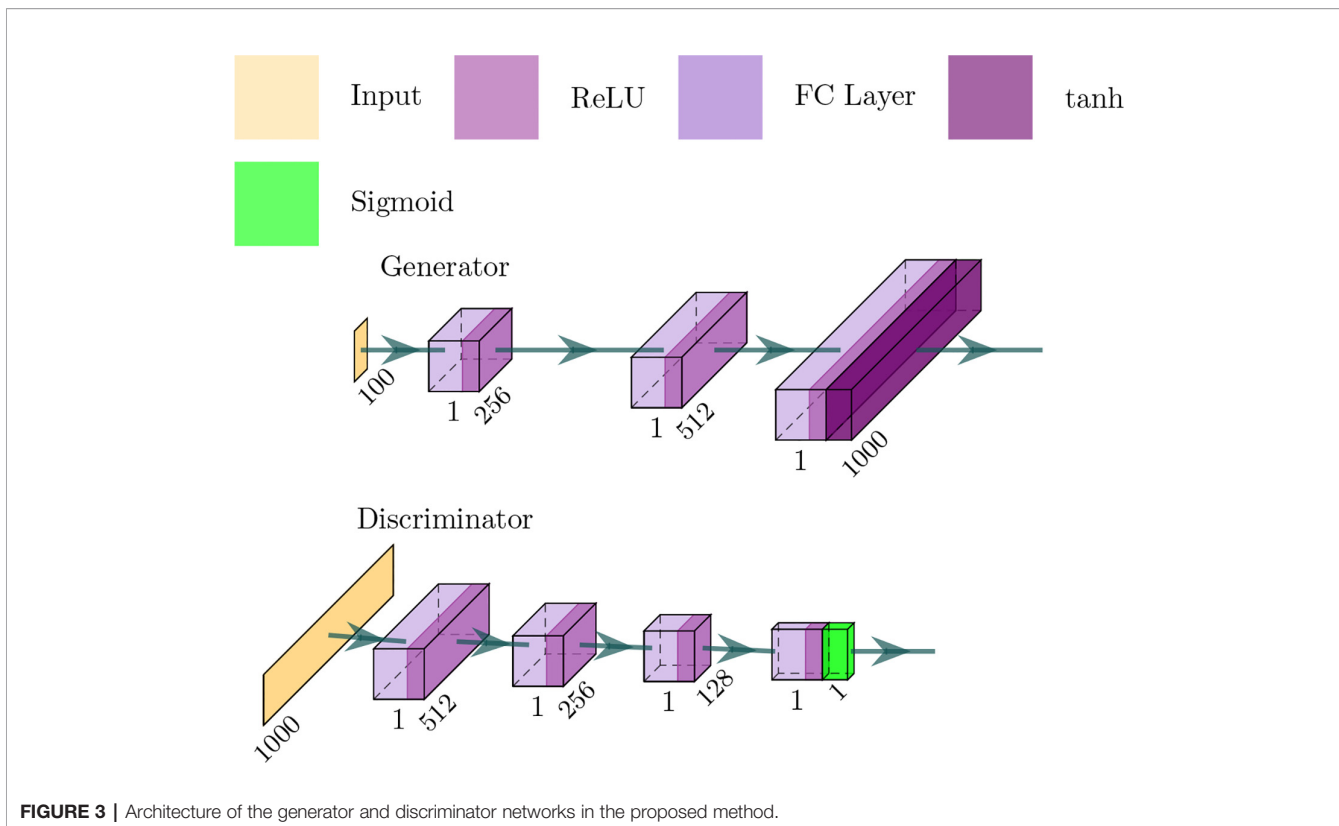 Input ReLU FC Layer tanh
Sigmoid
Generator
100
1 256
1 512
1 1000
Discriminator
1000
1 512
1 256
1 128
1 1
FIGURE 3 | Architecture of the generator and discriminator networks in the proposed method.